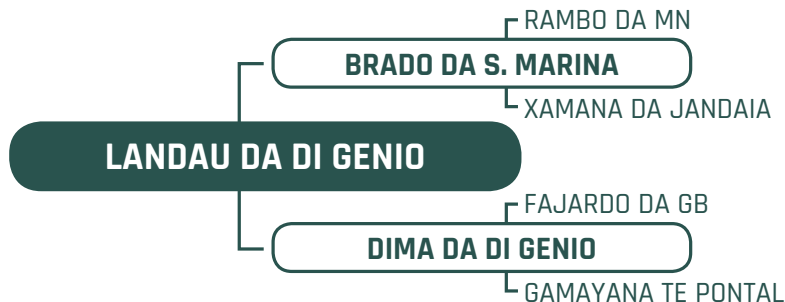 RAMBO DA MN
BRADO DA S. MARINA
XAMANA DA JANDAIA
LANDAU DA DI GENIO
FAJARDO DA GB
DIMA DA DI GENIO
GAMAYANA TE PONTAL